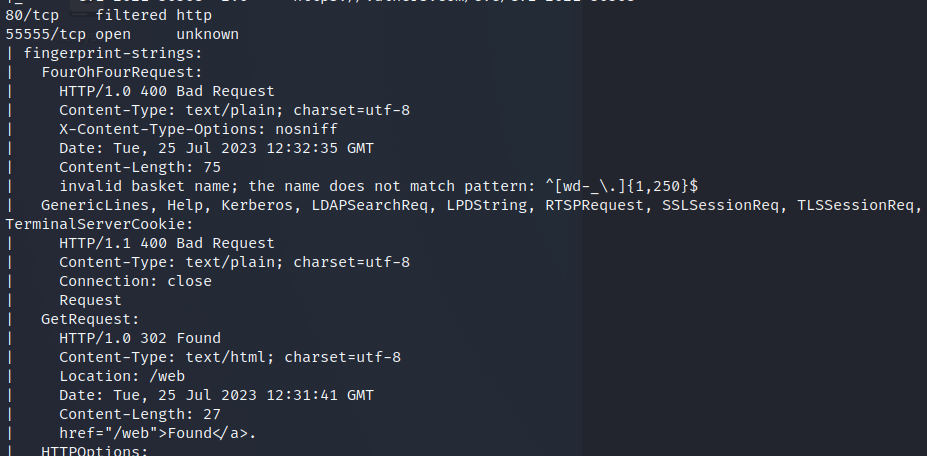 80/tcp    filtered http
55555/tcp open     unknown
| fingerprint-strings:
|   FourOhFourRequest:
|     HTTP/1.0 400 Bad Request
|     Content-Type: text/plain; charset=utf-8
|     X-Content-Type-Options: nosniff
|     Date: Tue, 25 Jul 2023 12:32:35 GMT
|     Content-Length: 75
|     invalid basket name; the name does not match pattern: ^[wd-_\.]{1,250}$
|   GenericLines, Help, Kerberos, LDAPSearchReq, LPDString, RTSPRequest, SSLSessionReq, TLSSessionReq,
TerminalServerCookie:
|     HTTP/1.1 400 Bad Request
|     Content-Type: text/plain; charset=utf-8
|     Connection: close
|     Request
|   GetRequest:
|     HTTP/1.0 302 Found
|     Content-Type: text/html; charset=utf-8
|     Location: /web
|     Date: Tue, 25 Jul 2023 12:31:41 GMT
|     Content-Length: 27
|     href="/web">Found</a>.
|   HTTPOptions: